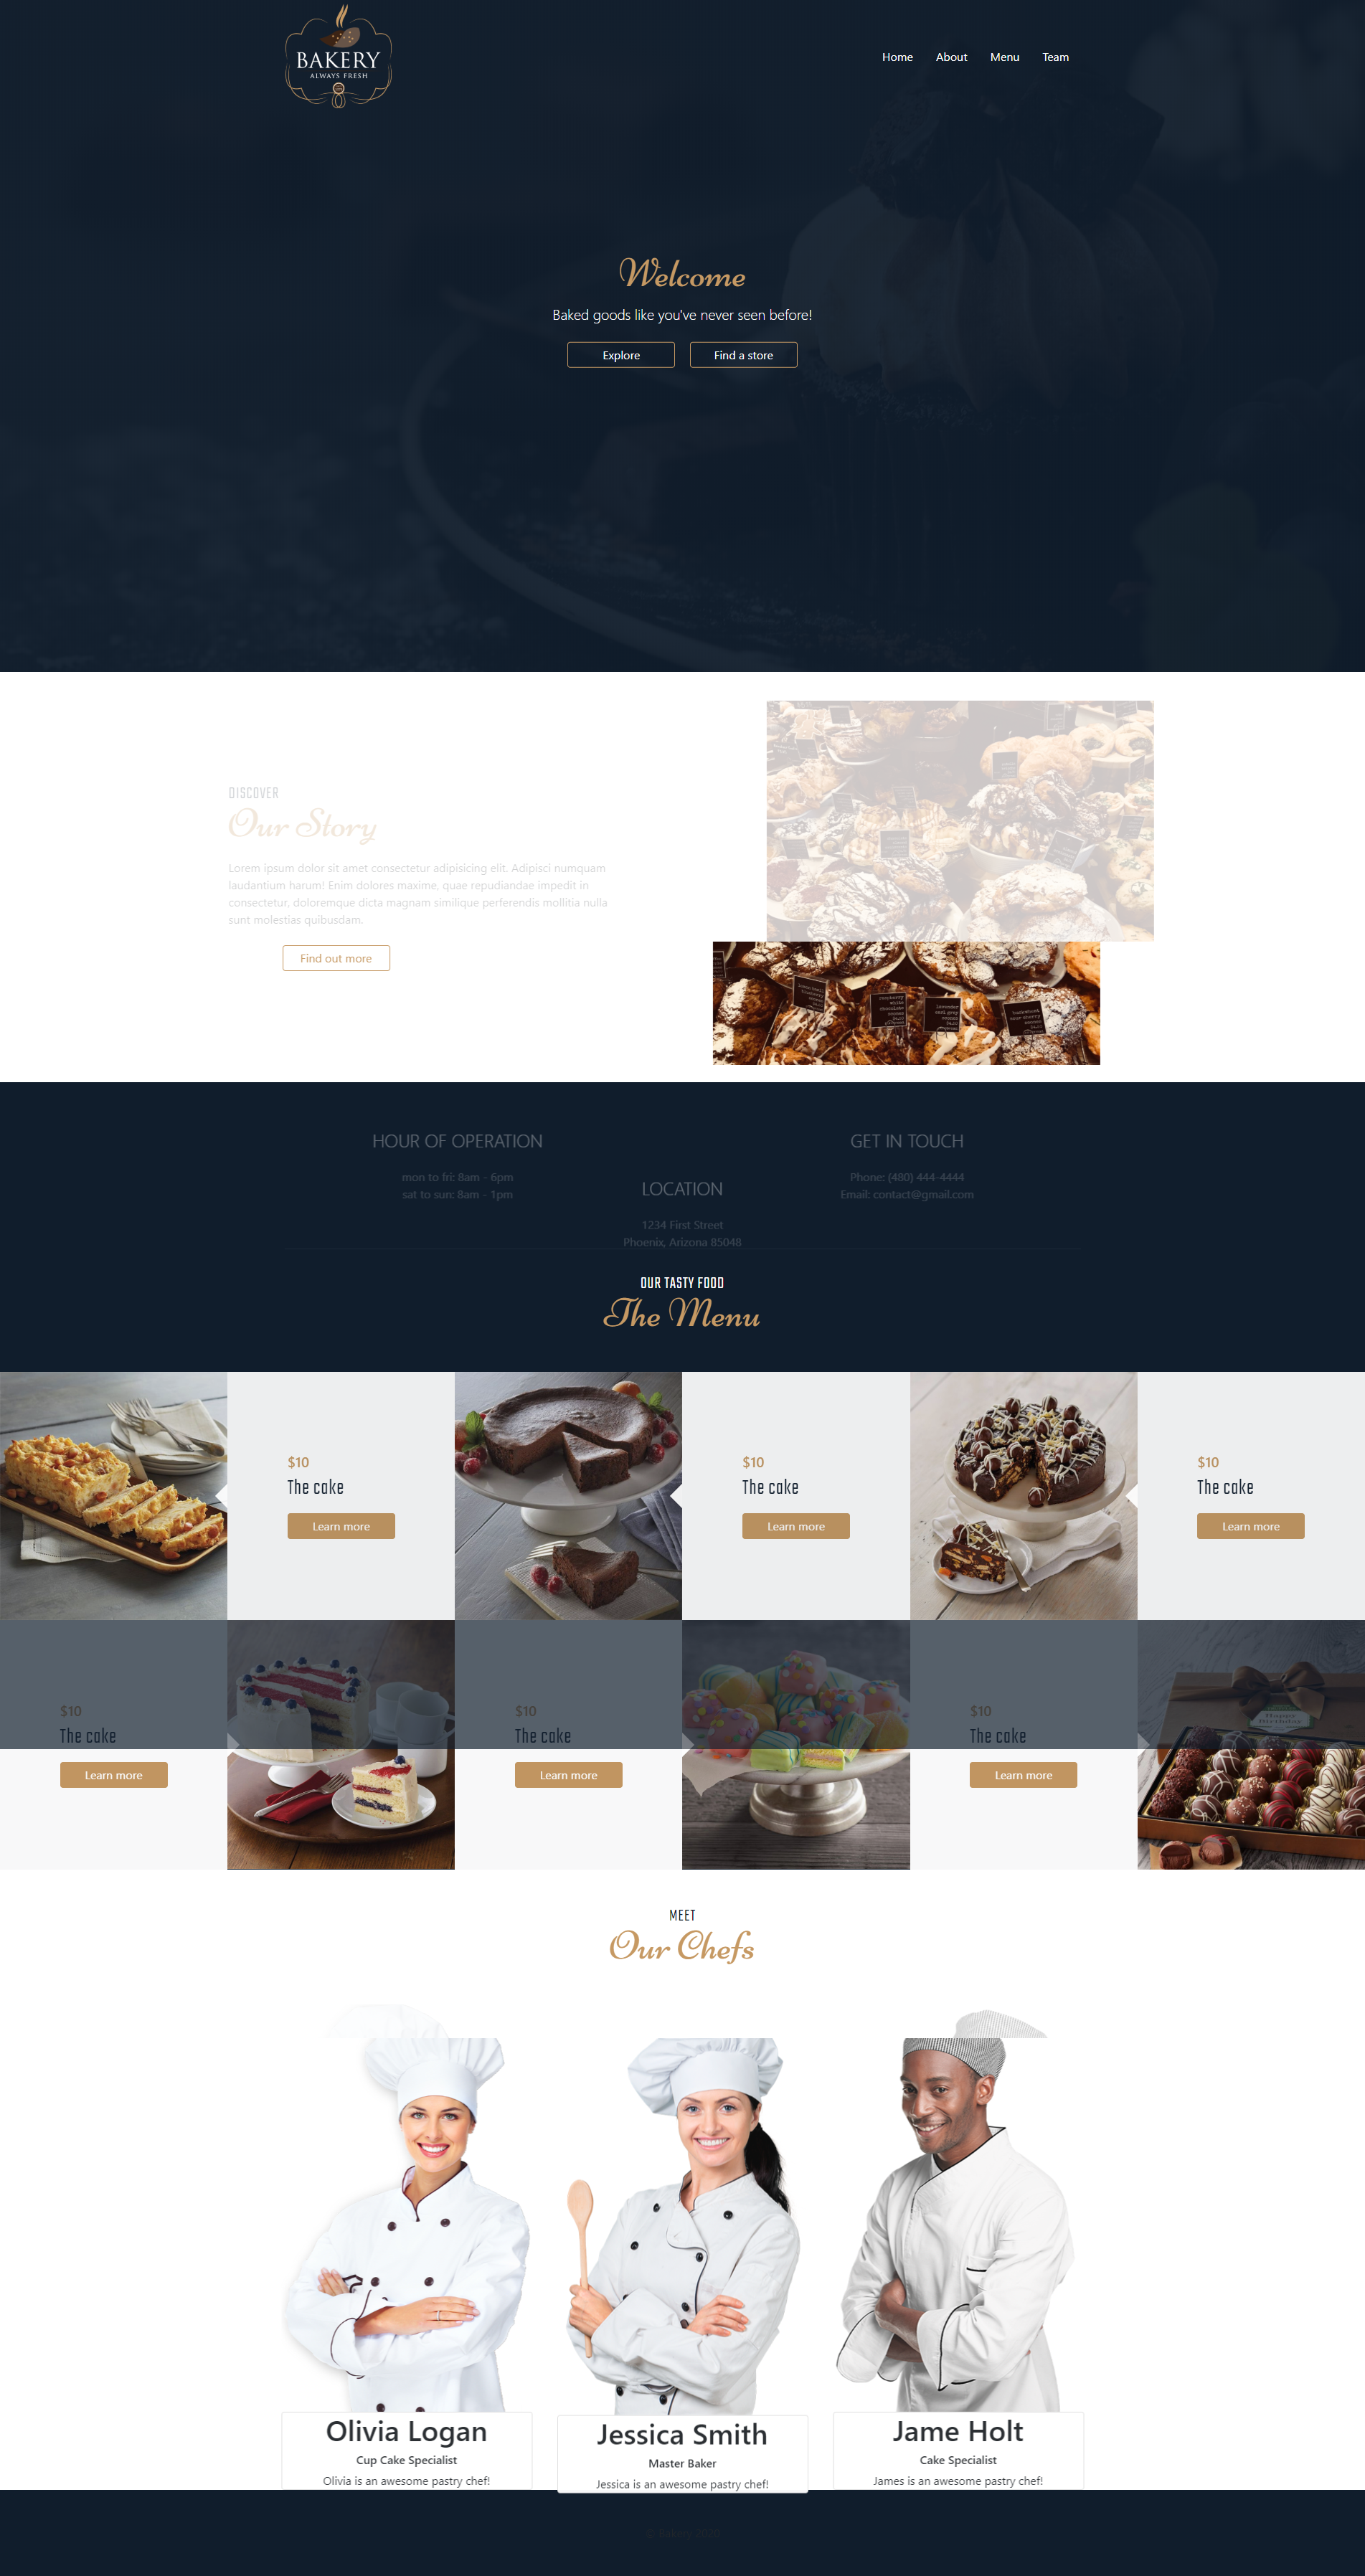 BAKERY
ALWAYS FRESH
Home About Menu Team
Welcome
Baked goods like you've never seen before!
Explore Find a store
DISCOVER
Our Story
Lorem ipsum dolor sit amet consectetur adipisicing elit. Adipisci numquam
laudantium harum! Enim dolores maxime, quae repudiandae impedit in
consectetur, doloremque dicta magnam similique perferendis mollitia nulla
sunt molestias quibusdam.
Find out more
HOUR OF OPERATION
mon to fri: 8am - 6pm
sat to sun: 8am - 1pm
LOCATION
1234 First Street
Phoenix, Arizona 85048
GET IN TOUCH
Phone: (480) 444-4444
Email: contact@gmail.com
OUR TASTY FOOD
The Menu
$10
The cake
Learn more
$10
The cake
Learn more
$10
The cake
Learn more
$10
The cake
Learn more
$10
The cake
Learn more
$10
The cake
Learn more
MEET
Our Chefs
Olivia Logan
Cup Cake Specialist
Olivia is an awesome pastry chef!
Jessica Smith
Master Baker
Jessica is an awesome pastry chef!
Jame Holt
Cake Specialist
James is an awesome pastry chef!